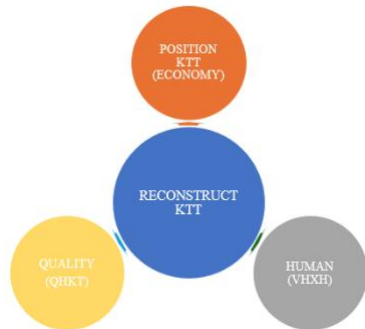 POSITION
KTT
(ECONOMY)
RECONSTRUCT
KTT
QUALITY
(QHKT)
HUMAN
(VHXH)